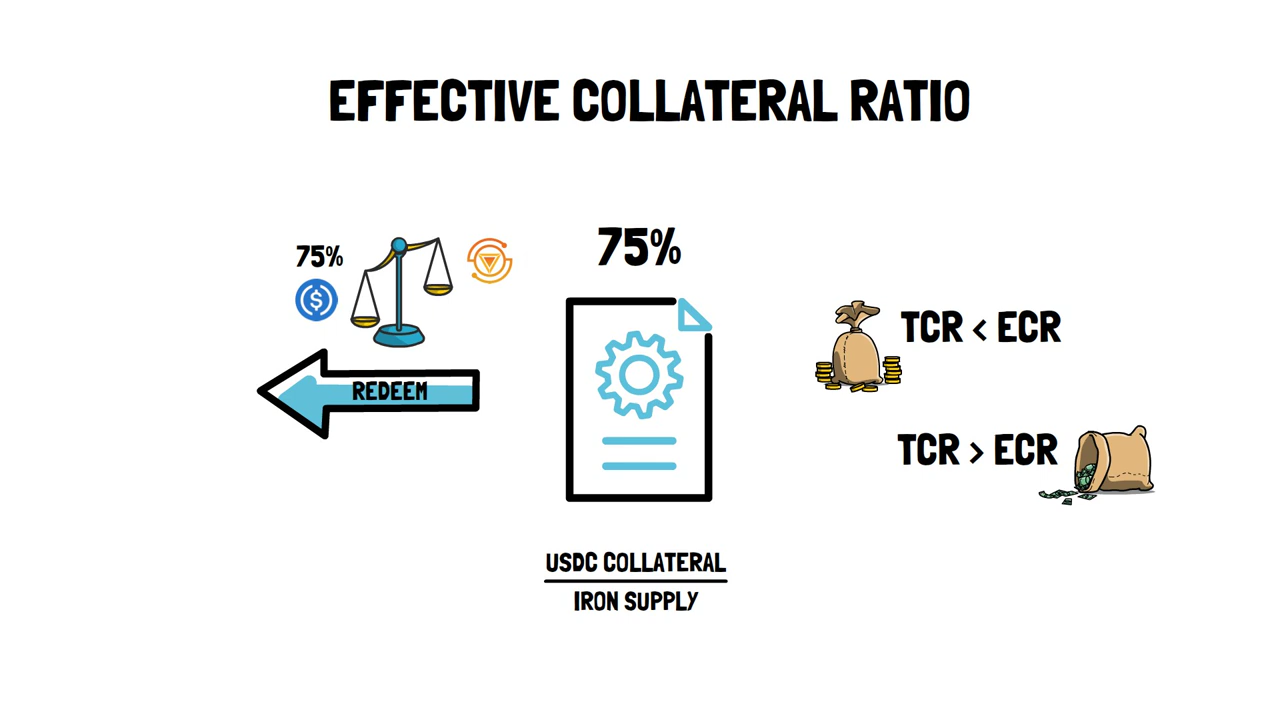 EFFECTIVE COLLATERAL RATIO
75%
75%
REDEEM
TCR < ECR
TCR > ECR
USDC COLLATERAL
IRON SUPPLY